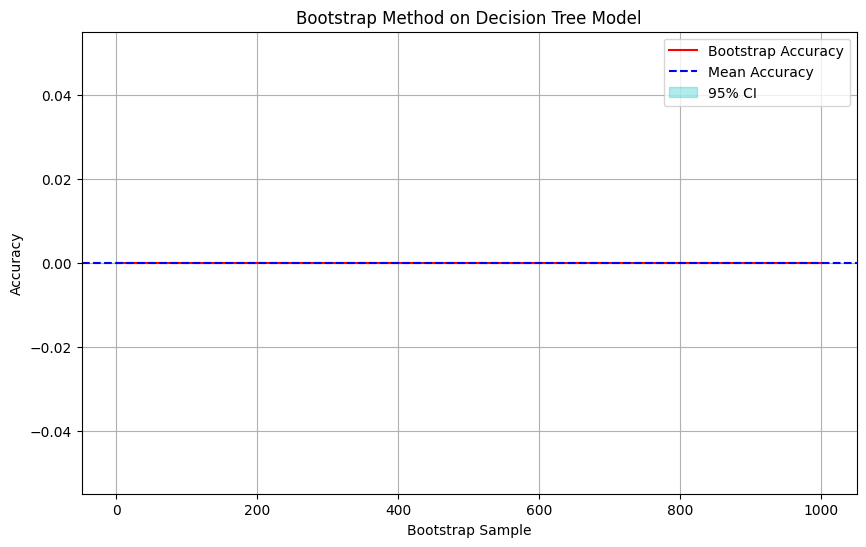 Bootstrap Method on Decision Tree Model
Bootstrap Accuracy
Mean Accuracy
95% CI
0.04
0.02
0.00
−0.02
−0.04
Accuracy
0 200 400 600 800 1000
Bootstrap Sample